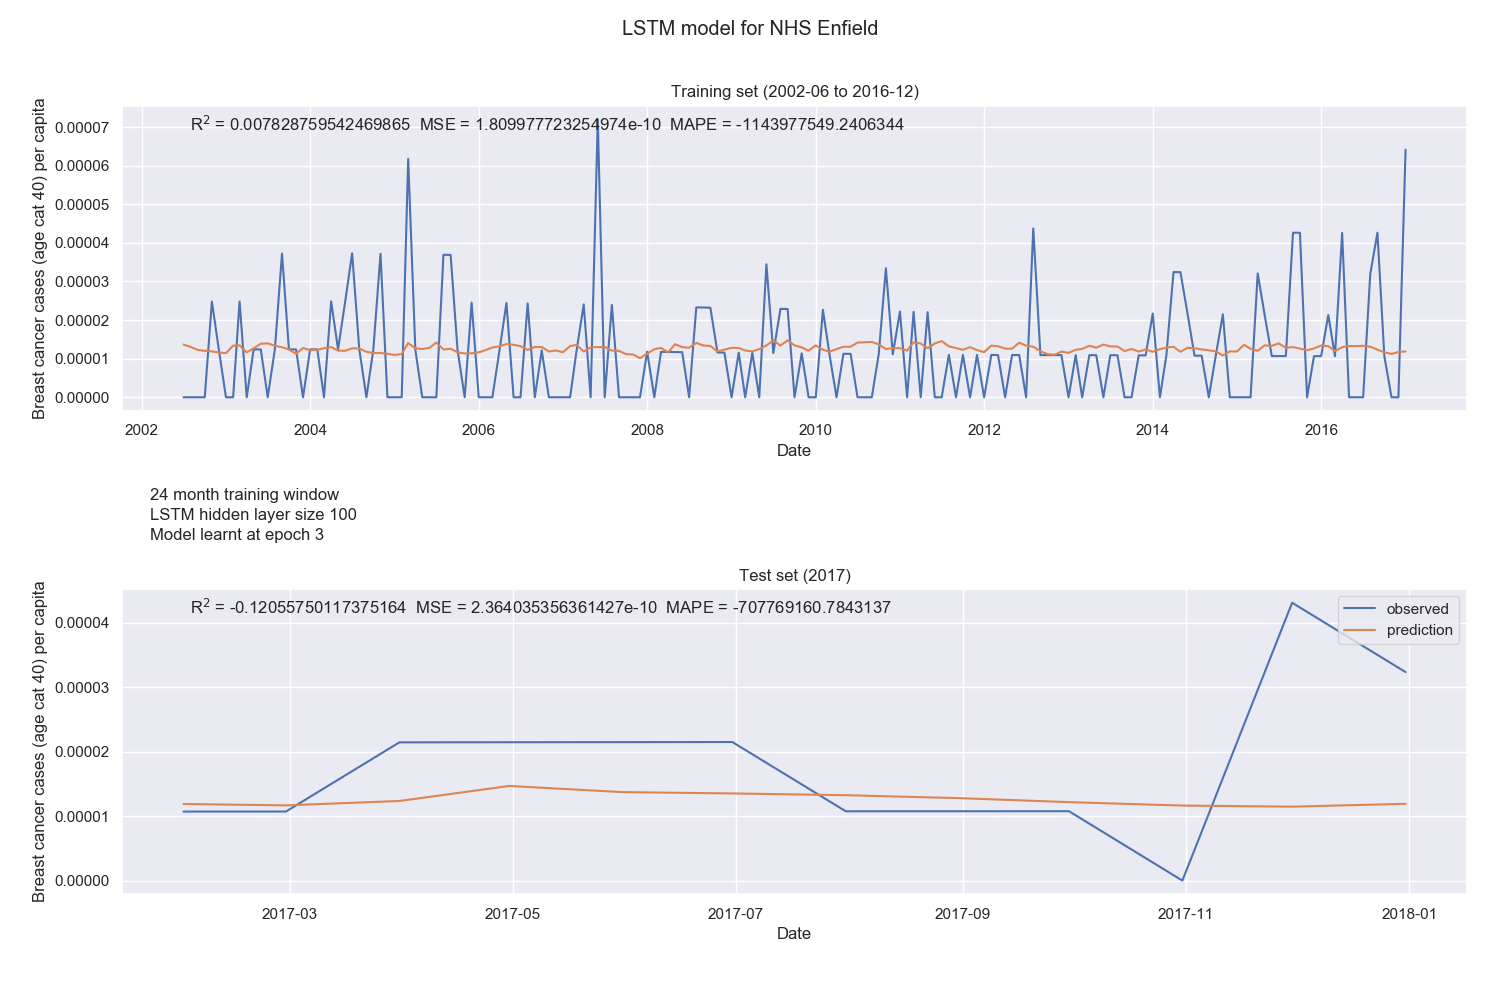 LSTM model for NHS Enfield
Training set (2002-06 to 2016-12)
R² = 0.007828759542469865 MSE = 1.809977723254974e-10 MAPE = -1143977549.2406344
Breast cancer cases (age cat 40) per capita
0.00007
0.00006
0.00005
0.00004
0.00003
0.00002
0.00001
0.00000
2002 2004 2006 2008 2010 2012 2014 2016
Date
24 month training window
LSTM hidden layer size 100
Model learnt at epoch 3
Test set (2017)
R² = -0.12055750117375164 MSE = 2.364035356361427e-10 MAPE = -707769160.7843137
observed
prediction
Breast cancer cases (age cat 40) per capita
0.00004
0.00003
0.00002
0.00001
0.00000
2017-03 2017-05 2017-07 2017-09 2017-11 2018-01
Date